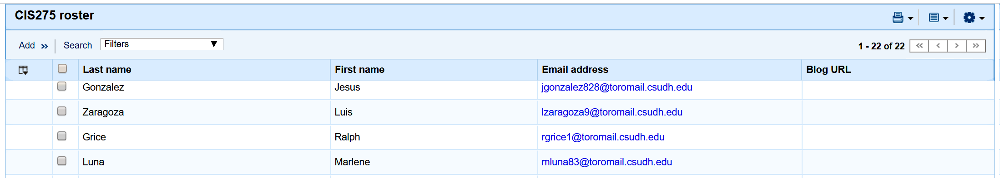 CIS275 roster
Add » Search Filters 1 - 22 of 22
Last name First name Email address Blog URL
Gonzalez Jesus jgonzalez828@toromail.csudh.edu
Zaragoza Luis lzaragoza9@toromail.csudh.edu
Grice Ralph rgrice1@toromail.csudh.edu
Luna Marlene mluna83@toromail.csudh.edu